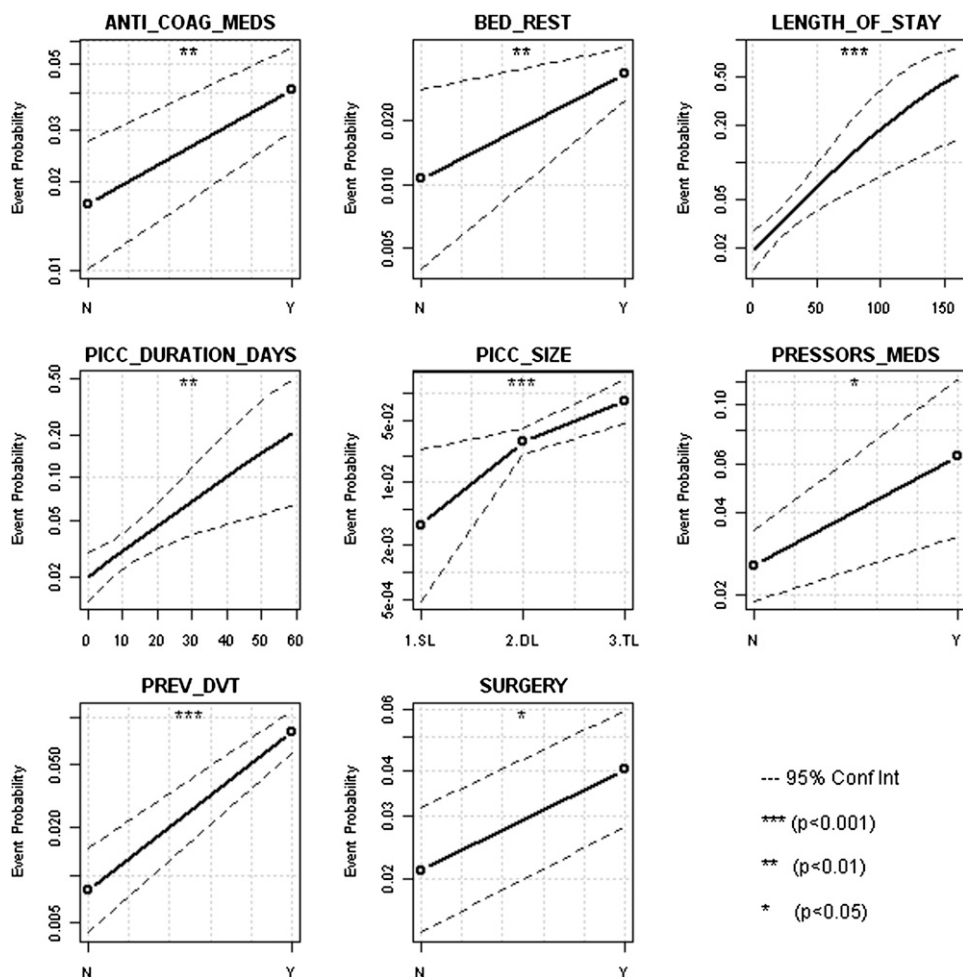 ANTI_COAG_MEDS
**
Event Probability
0.01 0.02 0.03 0.05
N Y
BED_REST
**
Event Probability
0.005 0.010 0.020
N Y
LENGTH_OF_STAY
***
Event Probability
0.02 0.05 0.20 0.50
0 50 100 150
PICC_DURATION_DAYS
**
Event Probability
0.02 0.05 0.10 0.20 0.50
0 10 20 30 40 50 60
PICC_SIZE
***
Event Probability
5e-04 2e-03 1e-02 5e-02
1.SL 2.DL 3.TL
PRESSORS_MEDS
*
Event Probability
0.02 0.04 0.06 0.10
N Y
PREV_DVT
***
Event Probability
0.005 0.020 0.050
N Y
SURGERY
*
Event Probability
0.02 0.03 0.04 0.06
N Y
--- 95% Conf Int
*** (p<0.001)
** (p<0.01)
* (p<0.05)